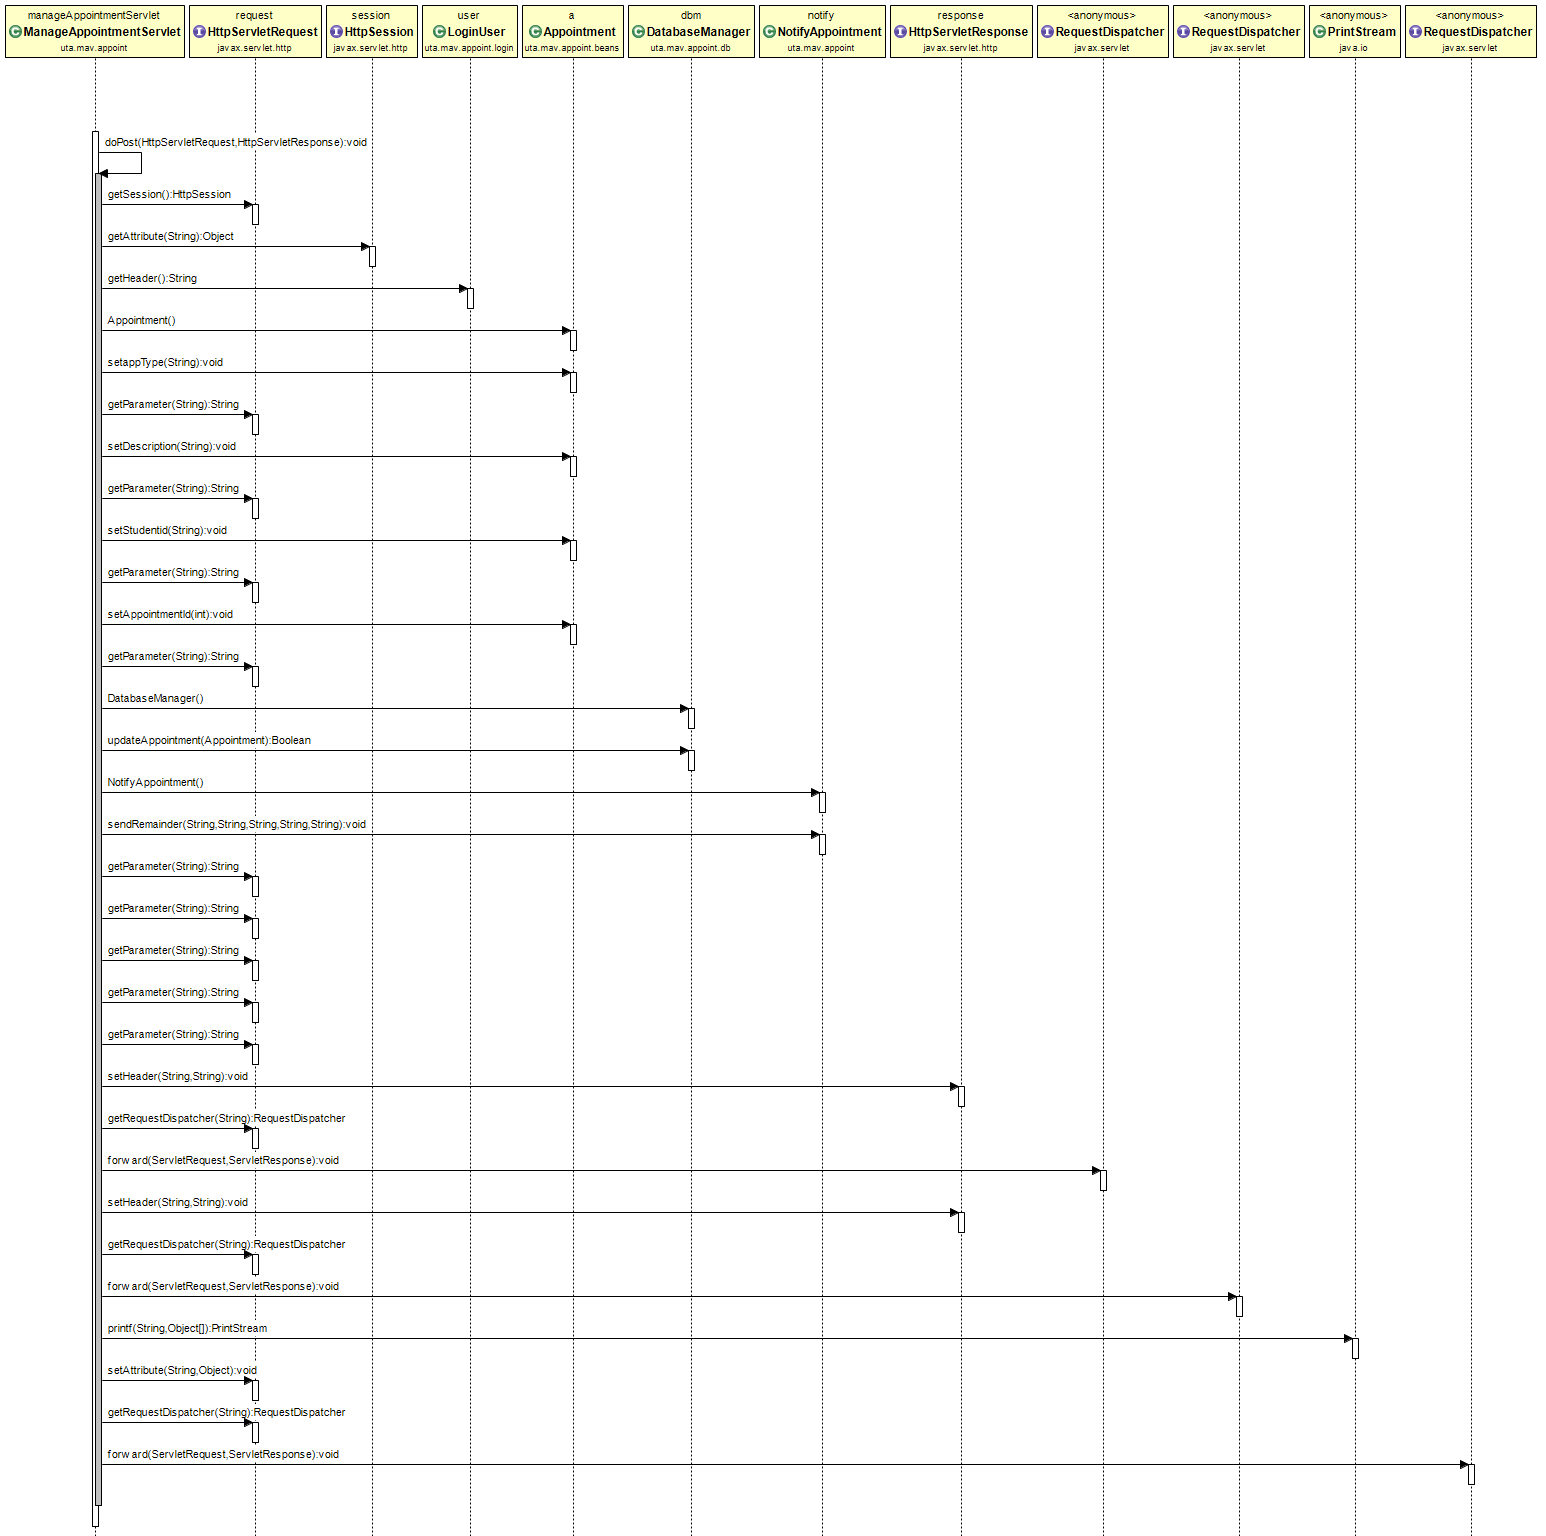 manageAppointmentServlet
C ManageAppointmentServlet
uta.mav.appoint
request
I HttpServletRequest
javax.servlet.http
session
I HttpSession
javax.servlet.http
user
C LoginUser
uta.mav.appoint.login
a
C Appointment
uta.mav.appoint.beans
dbm
C DatabaseManager
uta.mav.appoint.db
notify
C NotifyAppointment
uta.mav.appoint
response
I HttpServletResponse
javax.servlet.http
<anonymous>
I RequestDispatcher
javax.servlet
<anonymous>
I RequestDispatcher
javax.servlet
<anonymous>
C PrintStream
java.io
<anonymous>
I RequestDispatcher
javax.servlet
doPost(HttpServletRequest,HttpServletResponse):void
getSession():HttpSession
getAttribute(String):Object
getHeader():String
Appointment()
setappType(String):void
getParameter(String):String
setDescription(String):void
getParameter(String):String
setStudentid(String):void
getParameter(String):String
setAppointmentId(int):void
getParameter(String):String
DatabaseManager()
updateAppointment(Appointment):Boolean
NotifyAppointment()
sendRemainder(String,String,String,String,String):void
getParameter(String):String
getParameter(String):String
getParameter(String):String
getParameter(String):String
getParameter(String):String
setHeader(String,String):void
getRequestDispatcher(String):RequestDispatcher
forward(ServletRequest,ServletResponse):void
setHeader(String,String):void
getRequestDispatcher(String):RequestDispatcher
forward(ServletRequest,ServletResponse):void
printf(String,Object[]):PrintStream
setAttribute(String,Object):void
getRequestDispatcher(String):RequestDispatcher
forward(ServletRequest,ServletResponse):void